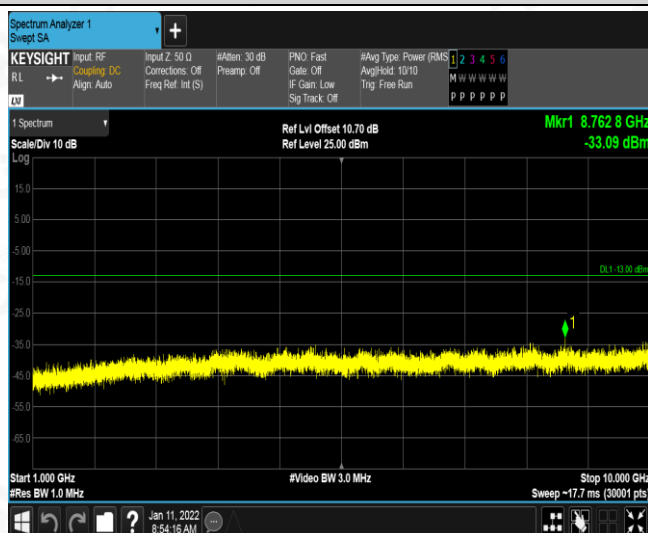 Spectrum Analyzer 1
Swept SA
+
KEYSIGHT
RL
Input: RF
Coupling: DC
Align: Auto
Input Z: 50 Ω
Corrections: Off
Freq Ref: Int (S)
#Atten: 30 dB
Preamp: Off
PNO: Fast
Gate: Off
IF Gain: Low
Sig Track: Off
#Avg Type: Power (RMS
Avg|Hold: 10/10
Trig: Free Run
1 2 3 4 5 6
M W W W W W
P P P P P P
LXI
1 Spectrum
Scale/Div 10 dB
Ref Lvl Offset 10.70 dB
Ref Level 25.00 dBm
Mkr1 8.762 8 GHz
-33.09 dBm
Log
15.0
5.00
-5.00
DL1 -13.00 dBm
-15.0
-25.0
1
-35.0
-45.0
-55.0
-65.0
Start 1.000 GHz
#Res BW 1.0 MHz
#Video BW 3.0 MHz
Stop 10.000 GHz
Sweep ~17.7 ms (30001 pts)
?
Jan 11, 2022
8:54:16 AM